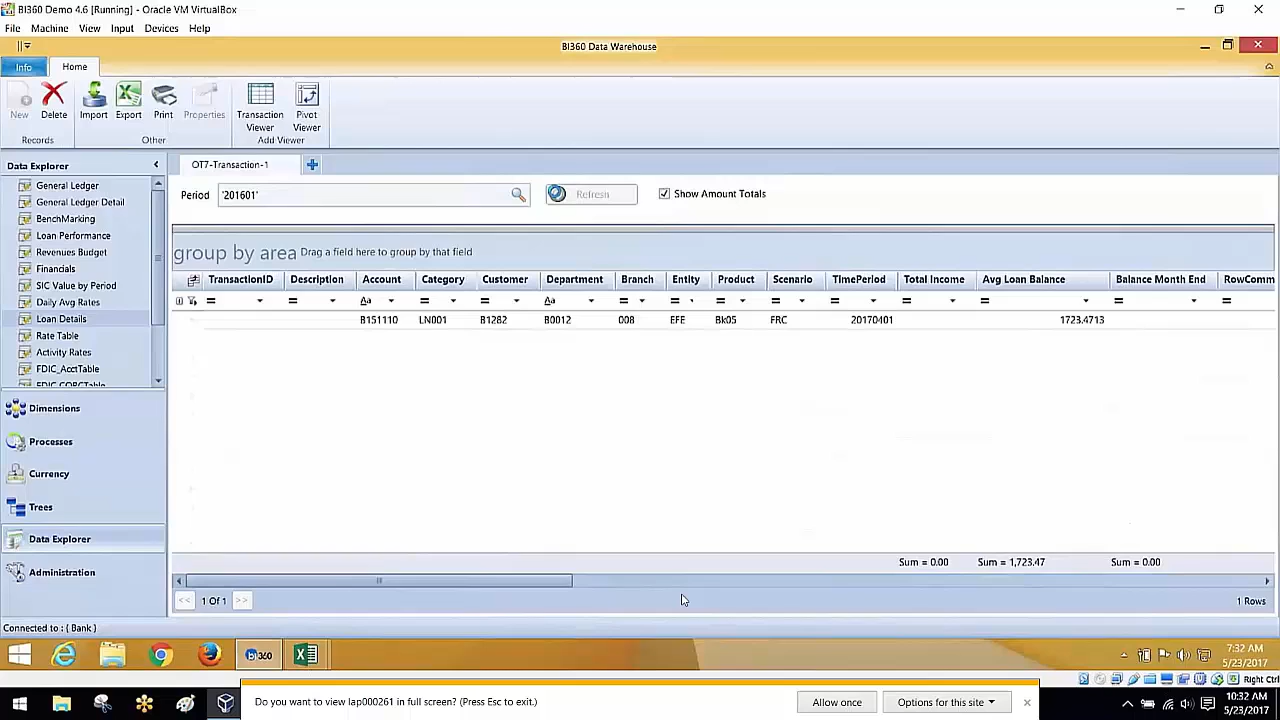 BI360 Demo 4.6 [Running] - Oracle VM VirtualBox
File Machine View Input Devices Help
BI360 Data Warehouse
Info Home
New Delete Import Export Print Properties Transaction Viewer Pivot Viewer
Records Other Add Viewer
Data Explorer
OT7-Transaction-1
General Ledger
General Ledger Detail
BenchMarking
Loan Performance
Revenues Budget
Financials
SIC Value by Period
Daily Avg Rates
Loan Details
Rate Table
Activity Rates
FDIC_AcctTable
FDIC_CORCTable
Dimensions
Processes
Currency
Trees
Data Explorer
Administration
Period '201601' Refresh Show Amount Totals
group by area Drag a field here to group by that field
TransactionID Description Account Category Customer Department Branch Entity Product Scenario TimePeriod Total Income Avg Loan Balance Balance Month End RowComm
= = Aa = = Aa = = = = = = = = =
B151110 LN001 B1282 B0012 008 EFE Bk05 FRC 20170401 1723.4713
Sum = 0.00 Sum = 1,723.47 Sum = 0.00
<< 1 Of 1 >> 1 Rows
Connected to : ( Bank )
bi360
7:32 AM
5/23/2017
Right Ctrl
Do you want to view lap000261 in full screen? (Press Esc to exit.) Allow once Options for this site
10:32 AM
5/23/2017